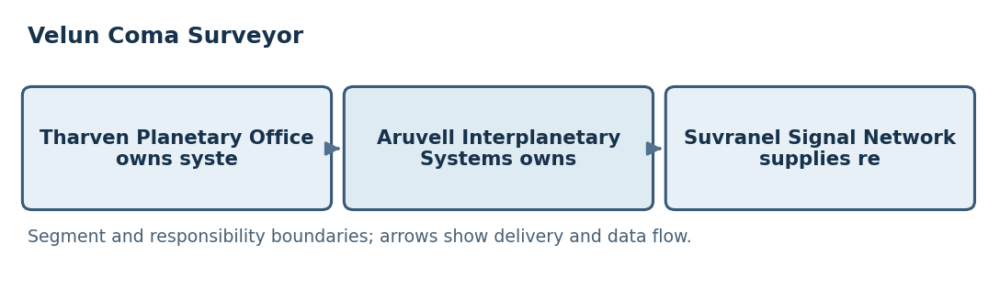 Velun Coma Surveyor
Tharven Planetary Office
owns syste
Aruvell Interplanetary
Systems owns
Suvranel Signal Network
supplies re
Segment and responsibility boundaries; arrows show delivery and data flow.